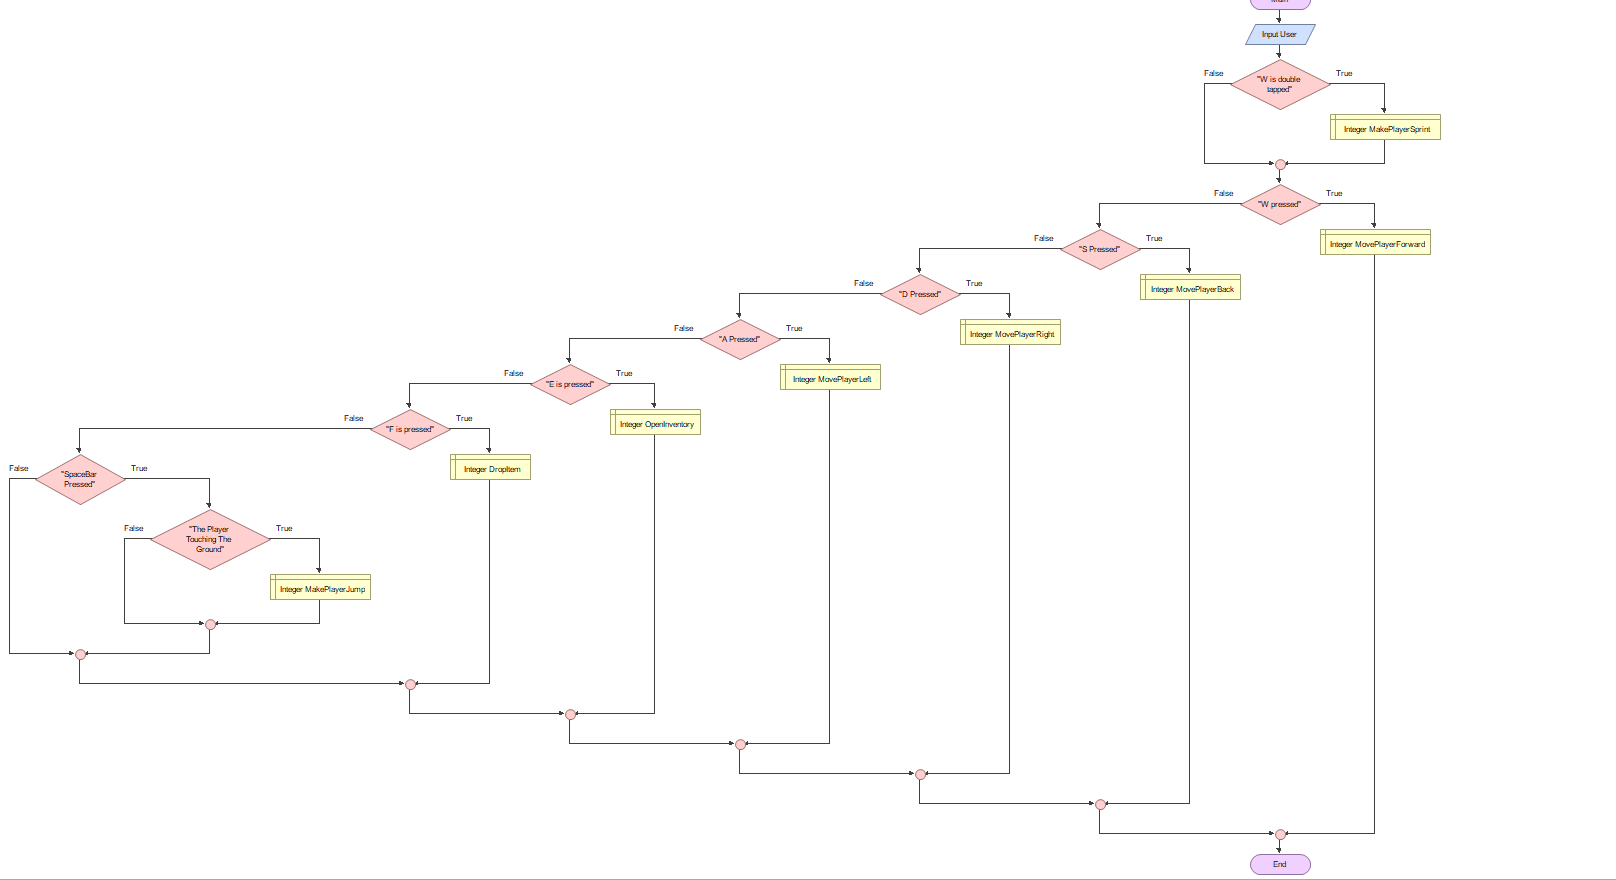 Main
Input User
False
True
"W is double
tapped"
Integer MakePlayerSprint
False
True
"W pressed"
Integer MovePlayerForward
False
True
"S Pressed"
Integer MovePlayerBack
False
True
"D Pressed"
Integer MovePlayerRight
False
True
"A Pressed"
Integer MovePlayerLeft
False
True
"E is pressed"
Integer OpenInventory
False
True
"F is pressed"
Integer DropItem
False
True
"SpaceBar
Pressed"
False
True
"The Player
Touching The
Ground"
Integer MakePlayerJump
End